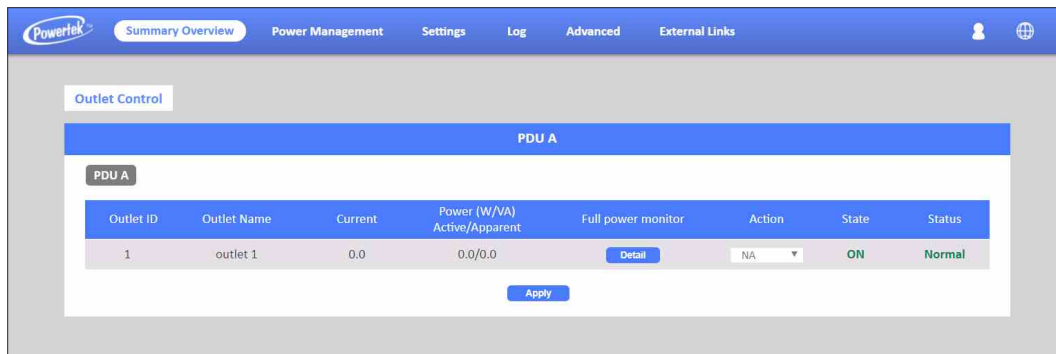 Powertek™
Summary Overview
Power Management
Settings
Log
Advanced
External Links
Outlet Control
PDU A
PDU A
Outlet ID
Outlet Name
Current
Power (W/VA)
Active/Apparent
Full power monitor
Action
State
Status
1
outlet 1
0.0
0.0/0.0
Detail
NA
ON
Normal
Apply